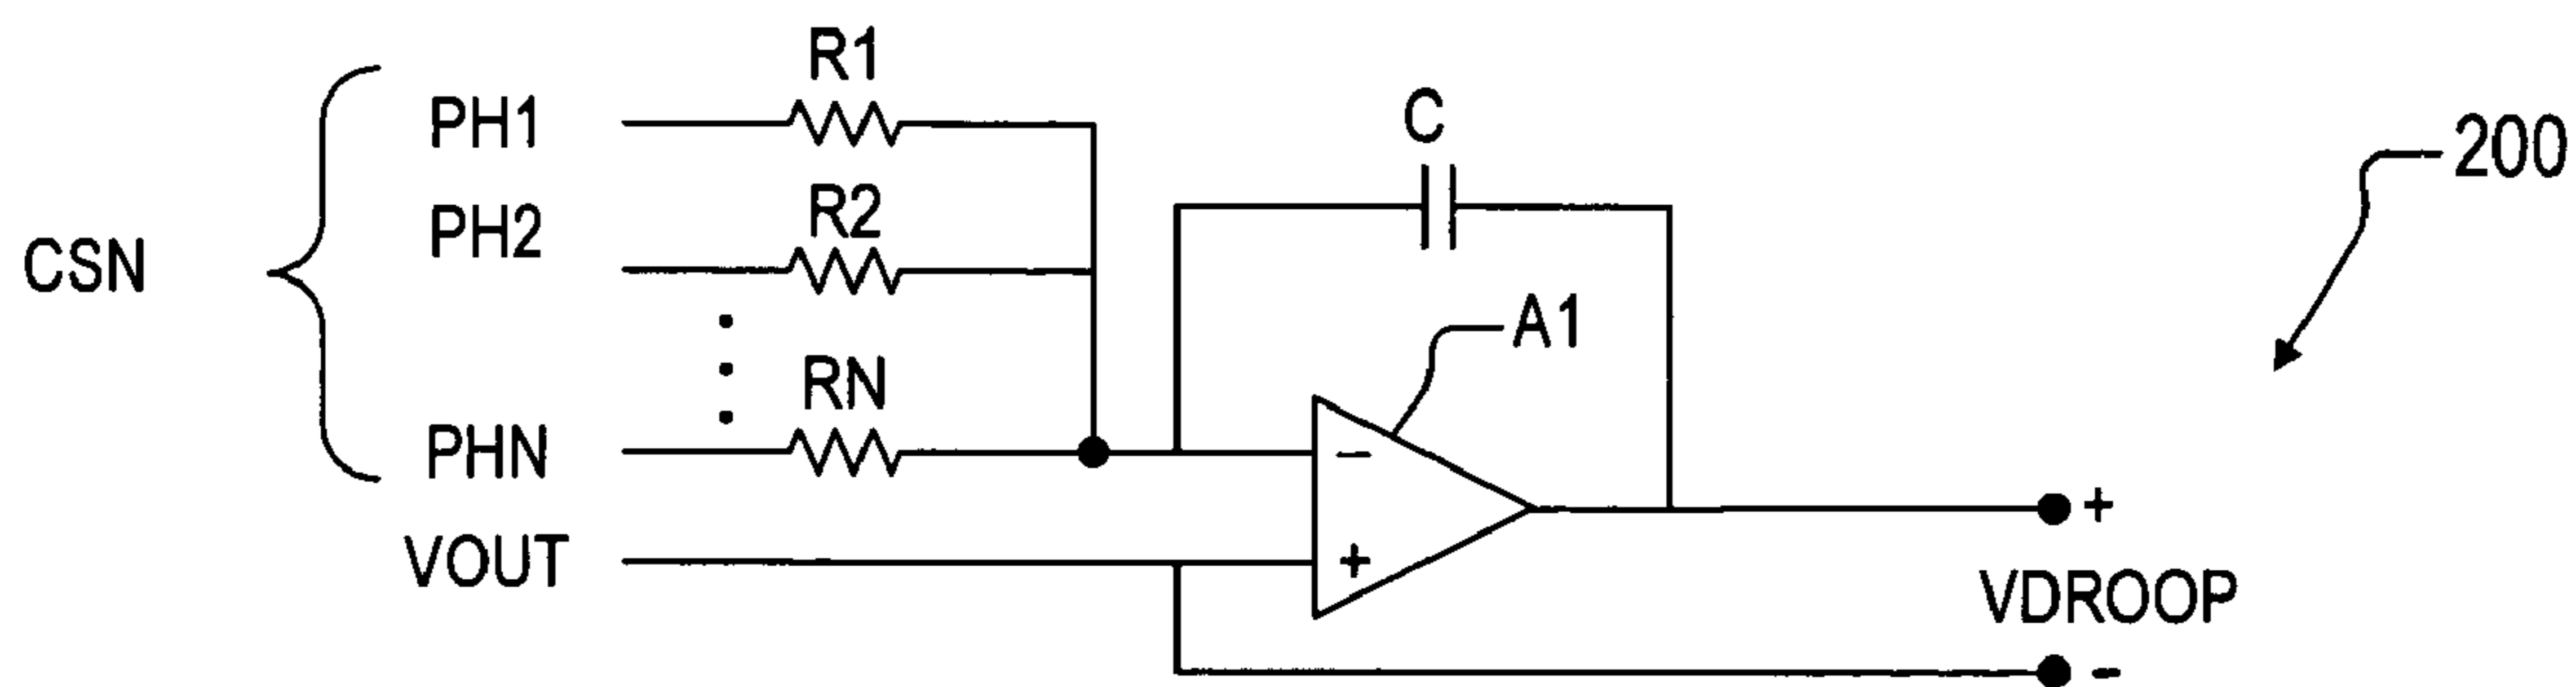 R1
PH1
C
200
R2
PH2
CSN
A1
RN
PHN
−
+
VOUT
+
VDROOP
-